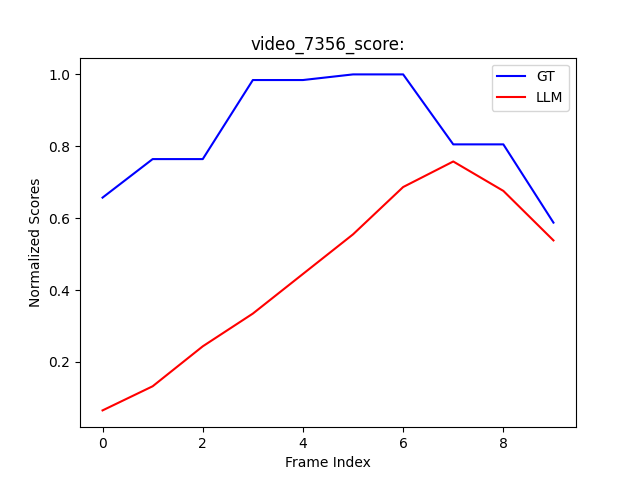 video_7356_score:
GT
LLM
1.0
0.8
0.6
0.4
0.2
Normalized Scores
0 2 4 6 8
Frame Index